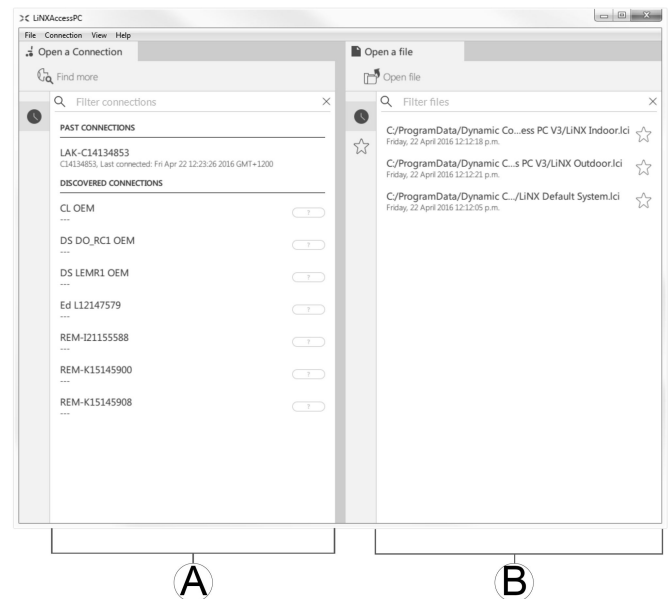 LiNXAccessPC
File Connection View Help
Open a Connection
Find more
Filter connections
PAST CONNECTIONS
LAK-C14134853
C14134853, Last connected: Fri Apr 22 12:23:26 2016 GMT+1200
DISCOVERED CONNECTIONS
CL OEM
---
?
DS DO_RC1 OEM
---
?
DS LEMR1 OEM
---
?
Ed L12147579
---
?
REM-I21155588
---
?
REM-K15145900
---
?
REM-K15145908
---
?
Open a file
Open file
Filter files
C:/ProgramData/Dynamic Co...ess PC V3/LiNX Indoor.lci
Friday, 22 April 2016 12:12:18 p.m.
C:/ProgramData/Dynamic C...s PC V3/LiNX Outdoor.lci
Friday, 22 April 2016 12:12:21 p.m.
C:/ProgramData/Dynamic C.../LiNX Default System.lci
Friday, 22 April 2016 12:12:05 p.m.
A
B